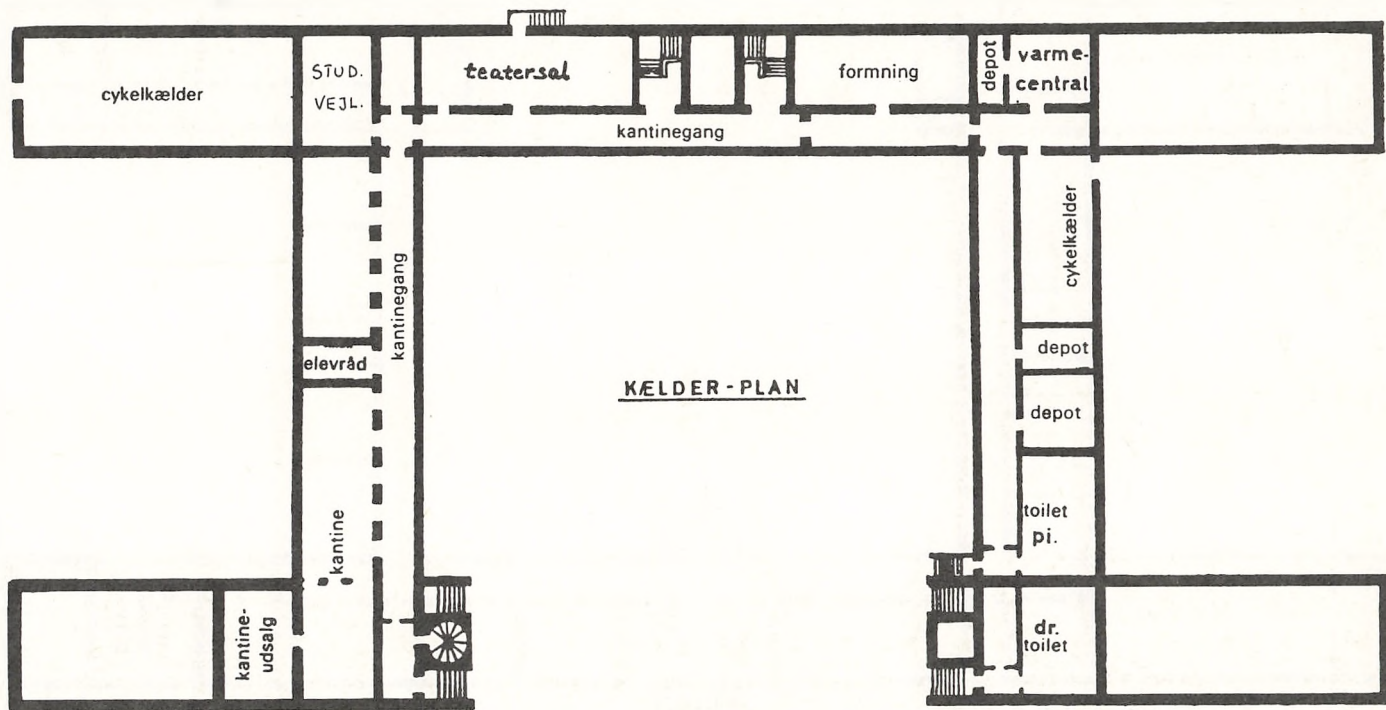 cykelkælder
STUD.
VEJL.
teatersal
formning
depot
varme-
central
kantinegang
kantinegang
cykelkælder
elevråd
depot
KÆLDER-PLAN
depot
kantine
toilet
pi.
kantine-
udsalg
dr.
toilet